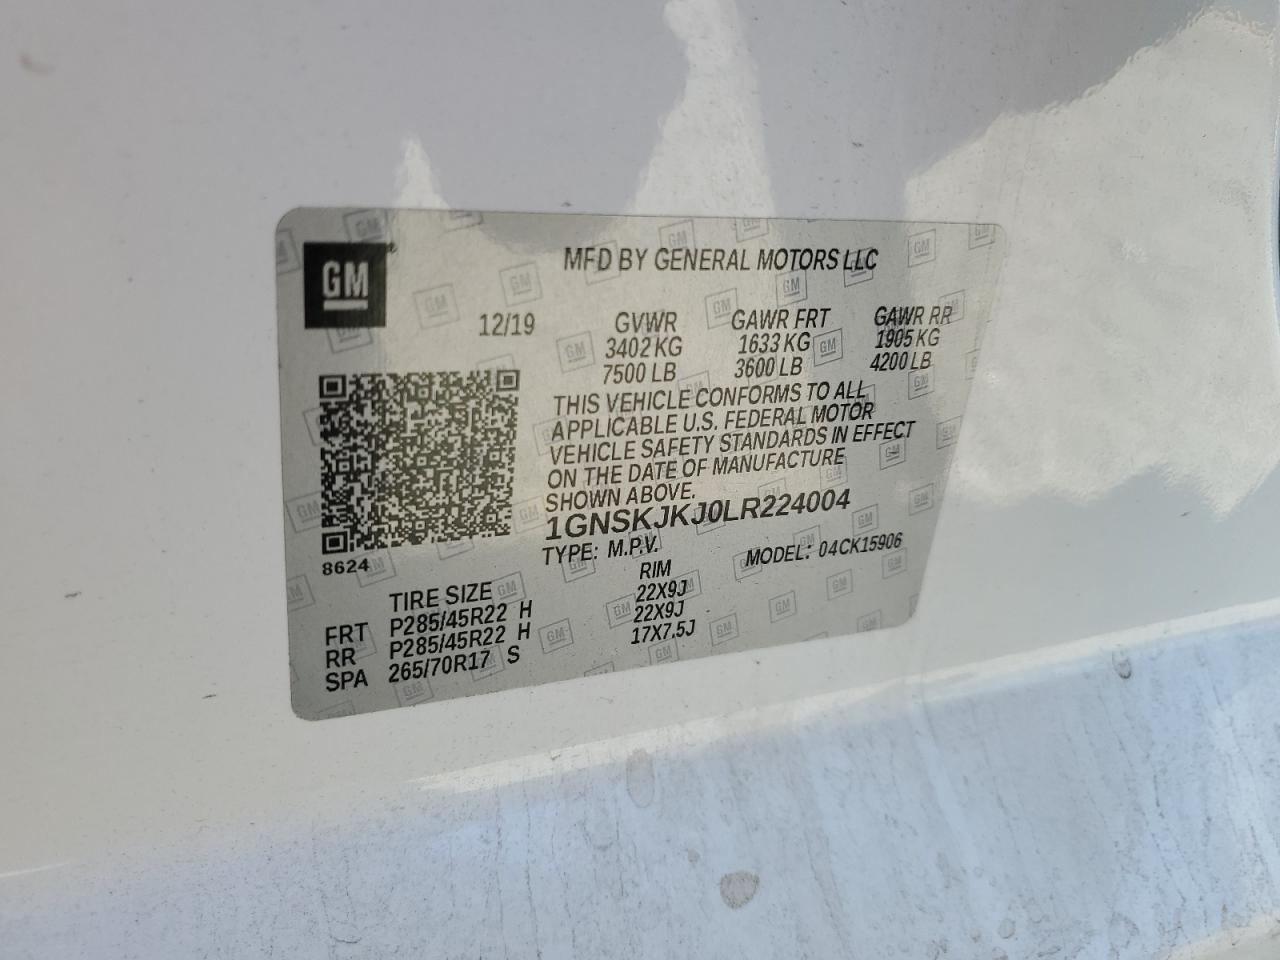 GM
MFD BY GENERAL MOTORS LLC
12/19 GVWR GAWR FRT GAWR RR
3402 KG 1633 KG 1905 KG
7500 LB 3600 LB 4200 LB
THIS VEHICLE CONFORMS TO ALL
APPLICABLE U.S. FEDERAL MOTOR
VEHICLE SAFETY STANDARDS IN EFFECT
ON THE DATE OF MANUFACTURE
SHOWN ABOVE.
1GNSKJKJ0LR224004
8624 TYPE: M.P.V. MODEL: 04CK15906
TIRE SIZE RIM
FRT P285/45R22 H 22X9J
RR P285/45R22 H 22X9J
SPA 265/70R17 S 17X7.5J